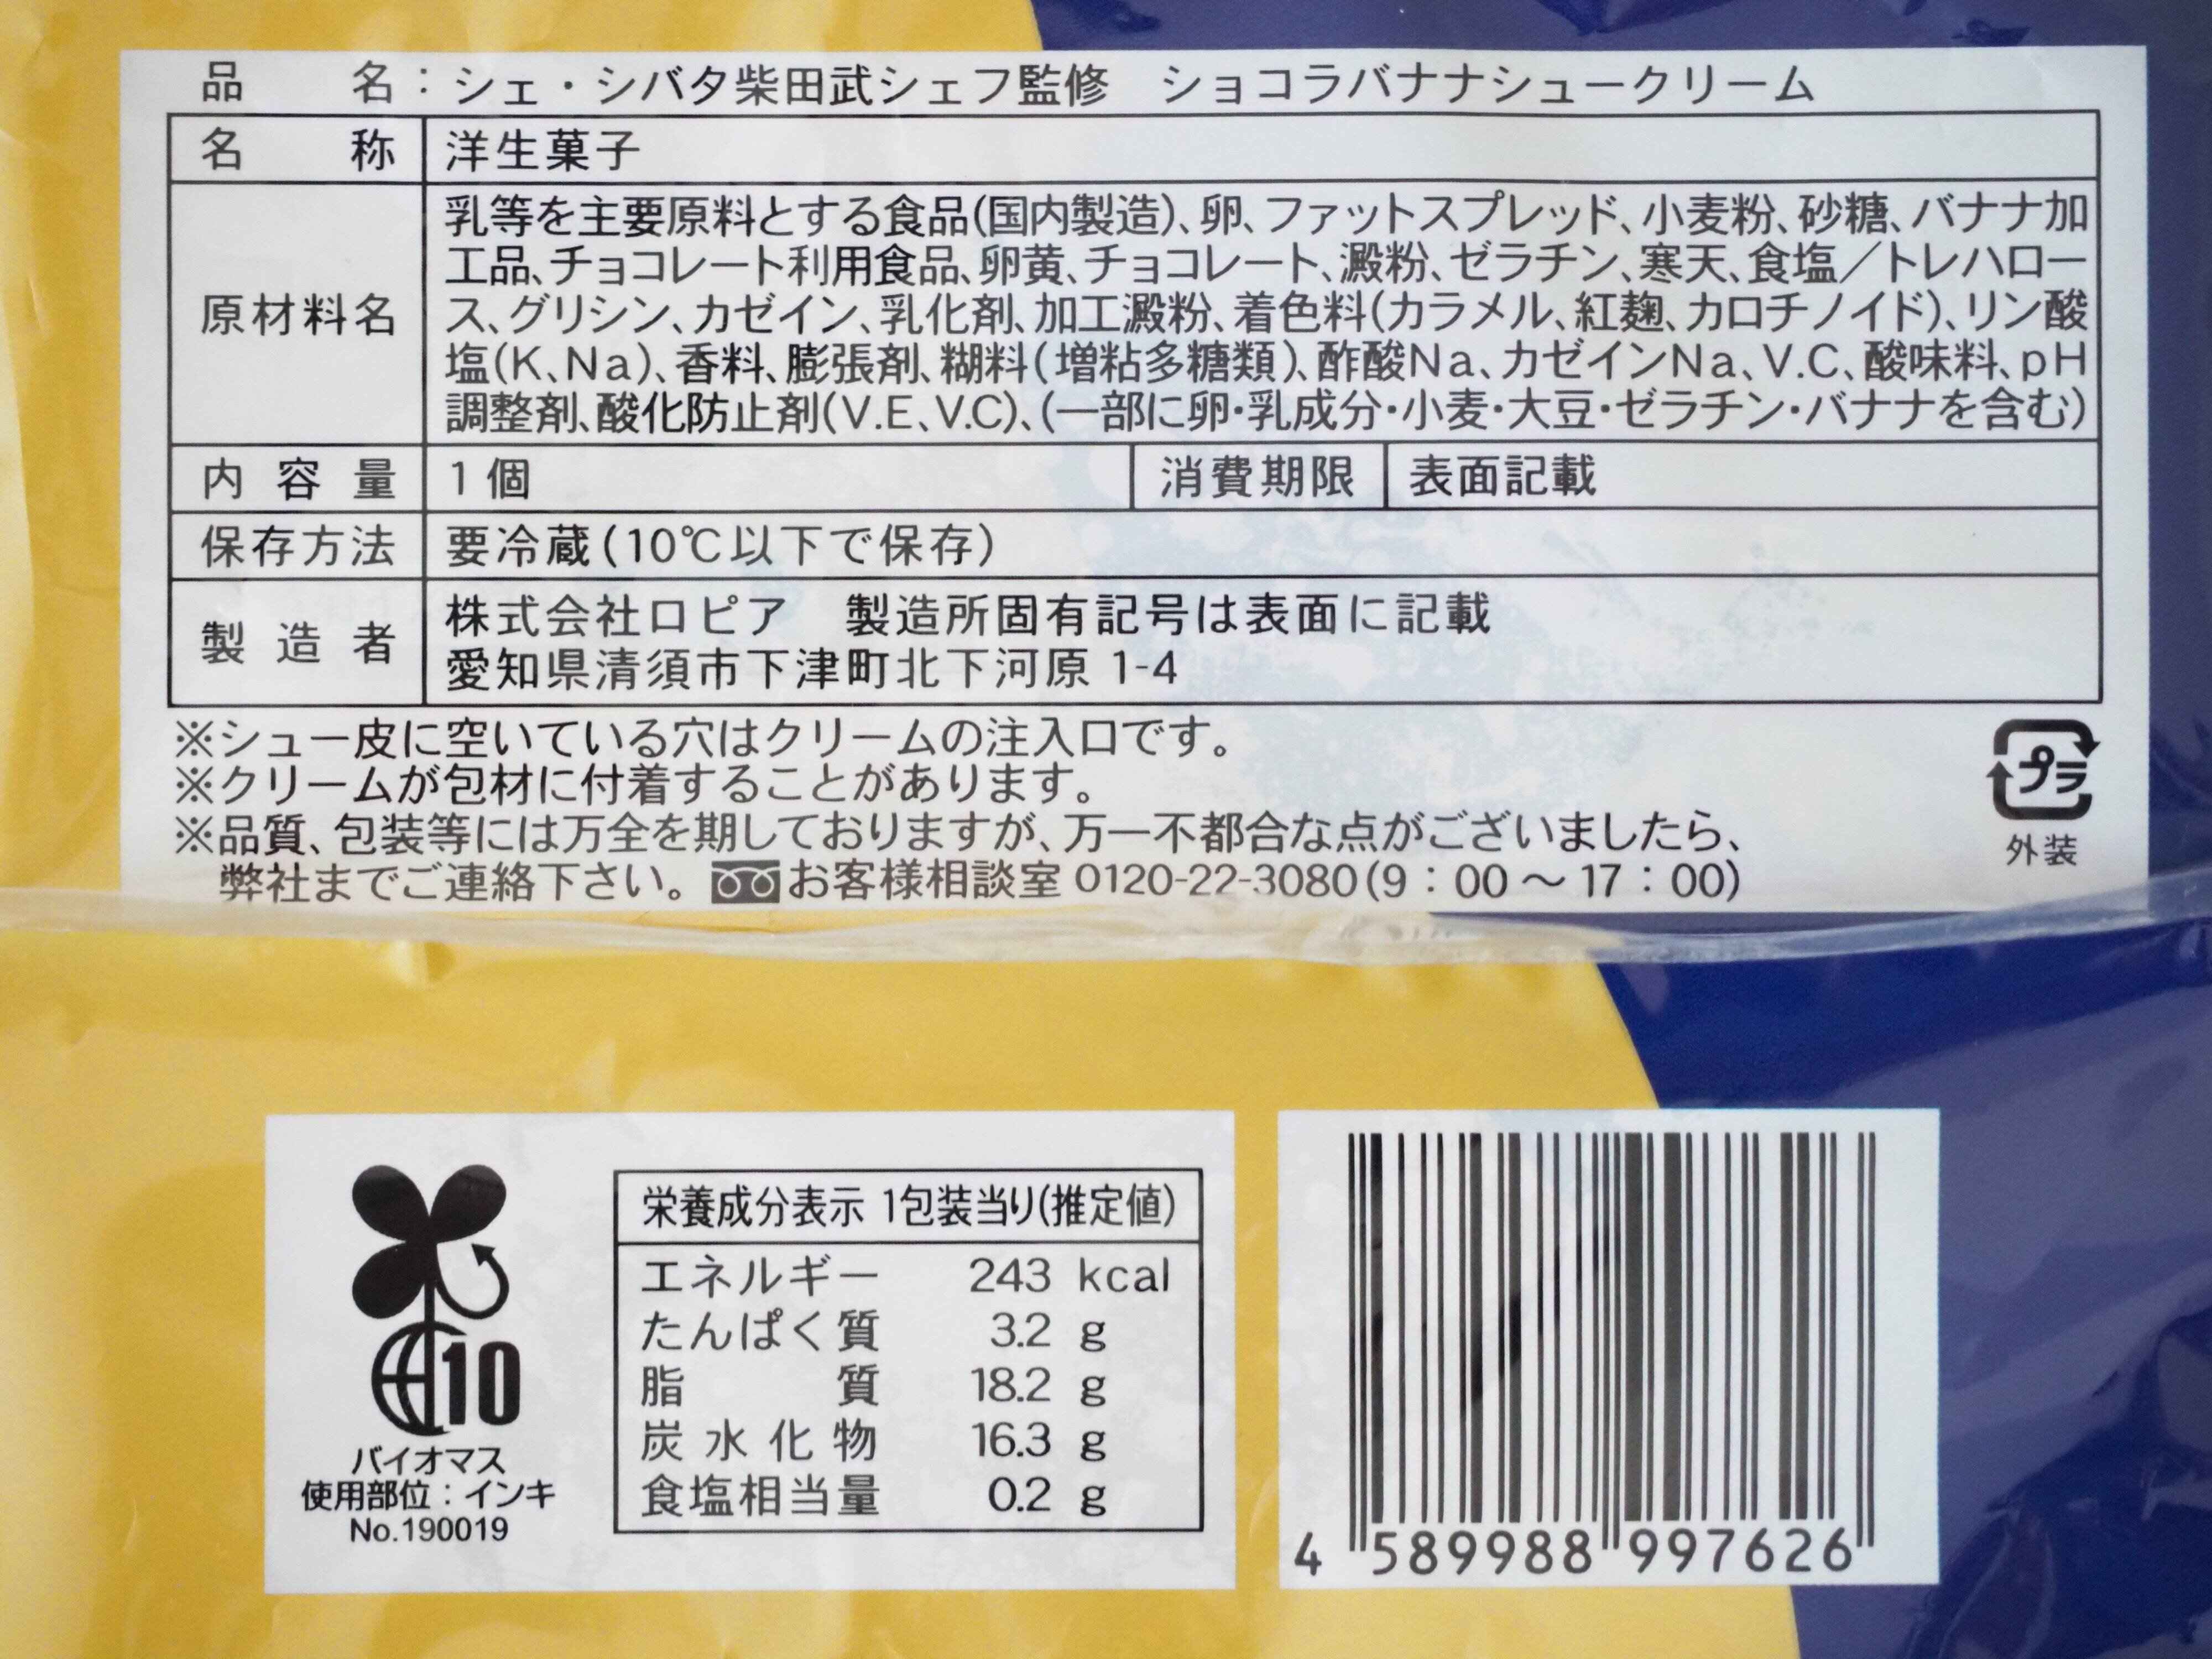 品 名：シェ・シバタ柴田武シェフ監修 ショコラバナナシュークリーム
名 称 洋生菓子
原材料名
乳等を主要原料とする食品(国内製造)、卵、ファットスプレッド、小麦粉、砂糖、バナナ加
工品、チョコレート利用食品、卵黄、チョコレート、澱粉、ゼラチン、寒天、食塩／トレハロー
ス、グリシン、カゼイン、乳化剤、加工澱粉、着色料(カラメル、紅麹、カロチノイド)、リン酸
塩(K、Na)、香料、膨張剤、糊料(増粘多糖類)、酢酸Na、カゼインNa、V.C、酸味料、pH
調整剤、酸化防止剤(V.E、V.C)、(一部に卵・乳成分・小麦・大豆・ゼラチン・バナナを含む)
内容量 1個 消費期限 表面記載
保存方法 要冷蔵(10℃以下で保存)
製造者
株式会社ロピア 製造所固有記号は表面に記載
愛知県清須市下津町北下河原 1-4
※シュー皮に空いている穴はクリームの注入口です。
※クリームが包材に付着することがあります。
※品質、包装等には万全を期しておりますが、万一不都合な点がございましたら、
弊社までご連絡下さい。お客様相談室 0120-22-3080(9：00～17：00)
プラ
外装
10
バイオマス
使用部位：インキ
No.190019
栄養成分表示 1包装当り(推定値)
エネルギー 243 kcal
たんぱく質 3.2 g
脂質 18.2 g
炭水化物 16.3 g
食塩相当量 0.2 g
4 589988 997626